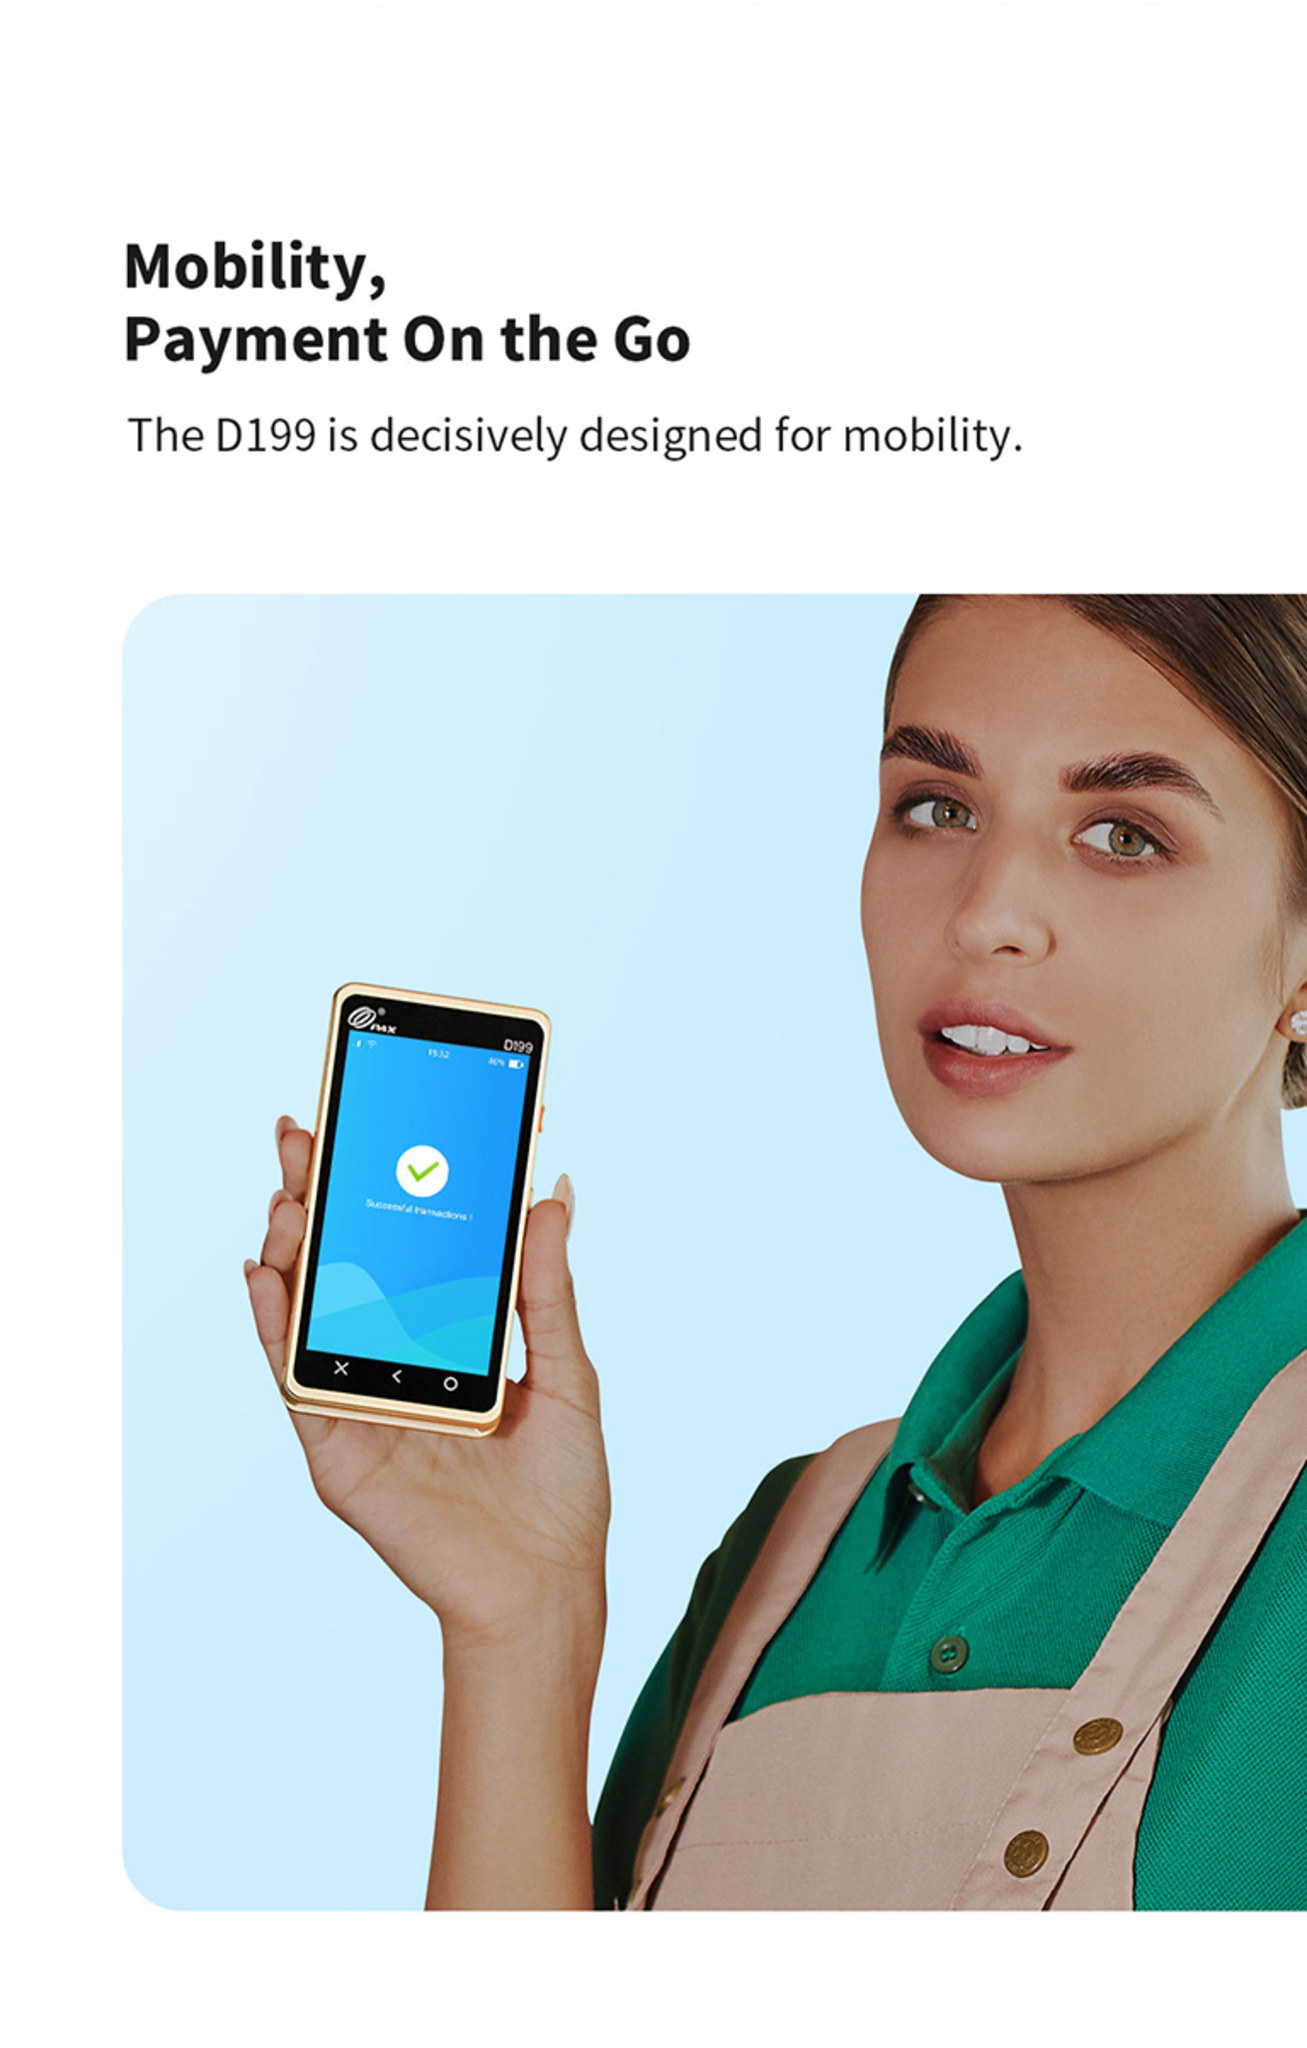 Mobility,
Payment On the Go
The D199 is decisively designed for mobility.
PAX
D199
15:32
80%
Successful transactions !